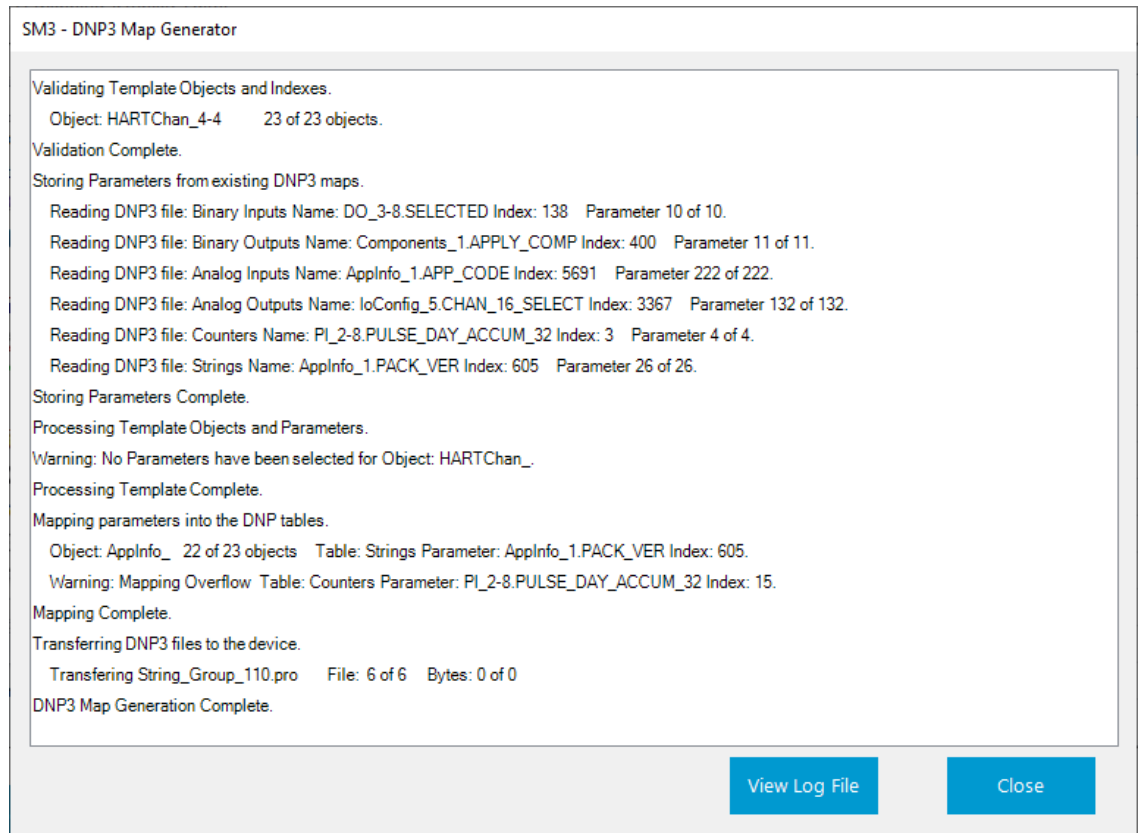 SM3 - DNP3 Map Generator
Validating Template Objects and Indexes.
Object: HARTChan_4-4 23 of 23 objects.
Validation Complete.
Storing Parameters from existing DNP3 maps.
Reading DNP3 file: Binary Inputs Name: DO_3-8.SELECTED Index: 138 Parameter 10 of 10.
Reading DNP3 file: Binary Outputs Name: Components_1.APPLY_COMP Index: 400 Parameter 11 of 11.
Reading DNP3 file: Analog Inputs Name: AppInfo_1.APP_CODE Index: 5691 Parameter 222 of 222.
Reading DNP3 file: Analog Outputs Name: IoConfig_5.CHAN_16_SELECT Index: 3367 Parameter 132 of 132.
Reading DNP3 file: Counters Name: PI_2-8.PULSE_DAY_ACCUM_32 Index: 3 Parameter 4 of 4.
Reading DNP3 file: Strings Name: AppInfo_1.PACK_VER Index: 605 Parameter 26 of 26.
Storing Parameters Complete.
Processing Template Objects and Parameters.
Warning: No Parameters have been selected for Object: HARTChan_.
Processing Template Complete.
Mapping parameters into the DNP tables.
Object: AppInfo_ 22 of 23 objects Table: Strings Parameter: AppInfo_1.PACK_VER Index: 605.
Warning: Mapping Overflow Table: Counters Parameter: PI_2-8.PULSE_DAY_ACCUM_32 Index: 15.
Mapping Complete.
Transferring DNP3 files to the device.
Transfering String_Group_110.pro File: 6 of 6 Bytes: 0 of 0
DNP3 Map Generation Complete.
View Log File
Close